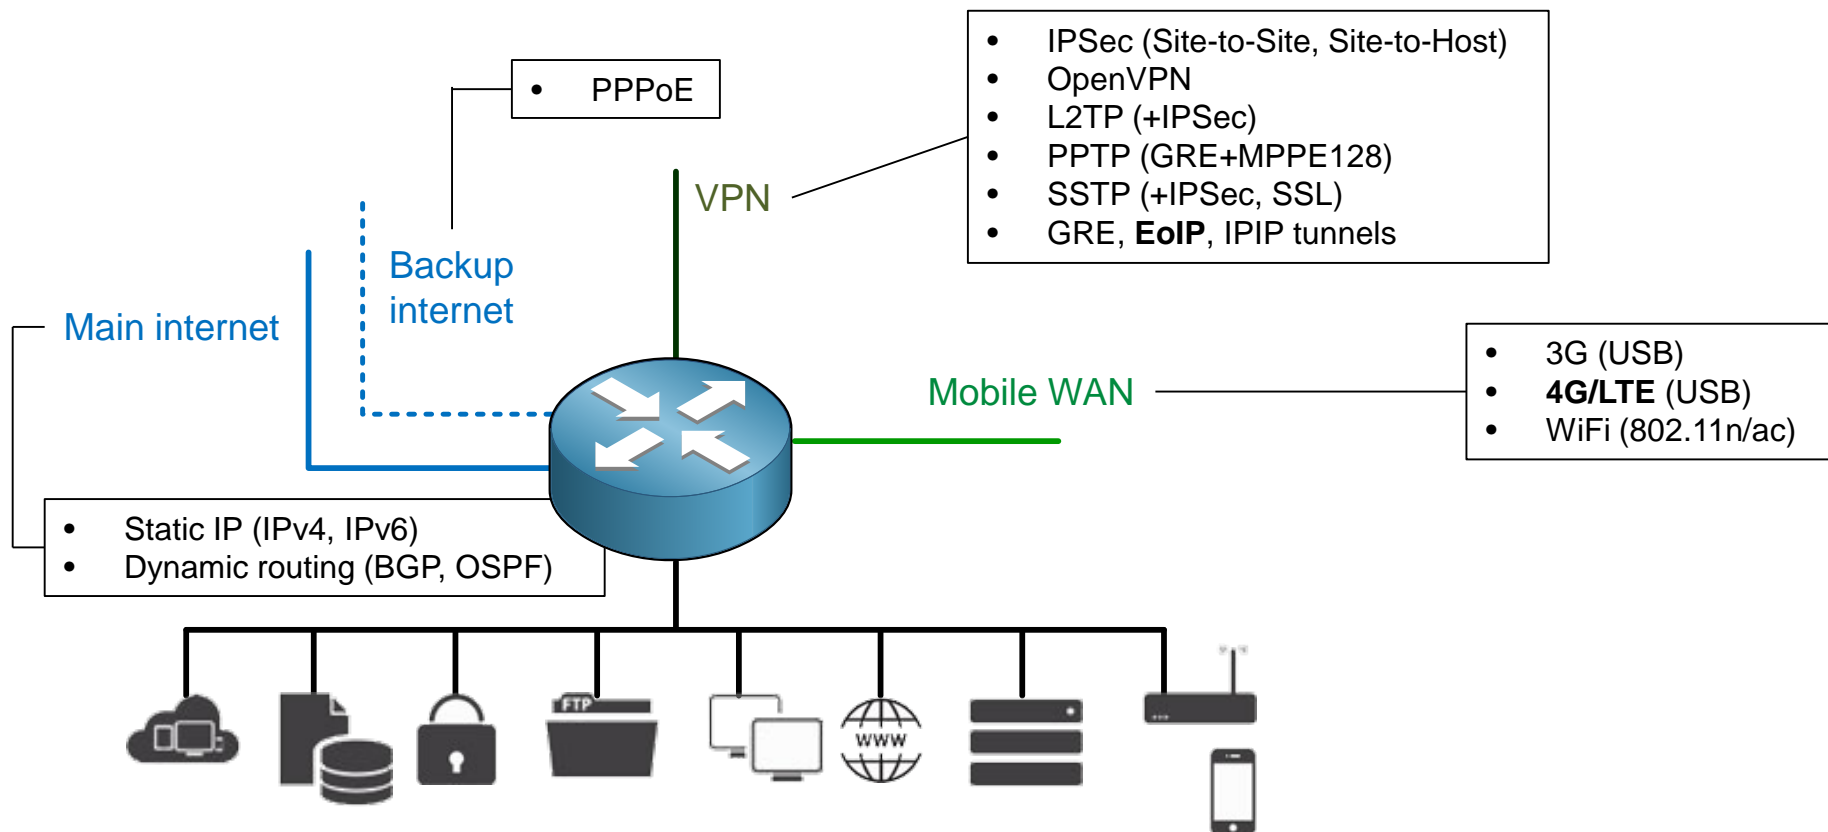 • IPSec (Site-to-Site, Site-to-Host)
• OpenVPN
• L2TP (+IPSec)
• PPTP (GRE+MPPE128)
• SSTP (+IPSec, SSL)
• GRE, EoIP, IPIP tunnels
• PPPoE
VPN
Backup
internet
Main internet
Mobile WAN
• 3G (USB)
• 4G/LTE (USB)
• WiFi (802.11n/ac)
• Static IP (IPv4, IPv6)
• Dynamic routing (BGP, OSPF)
FTP
www